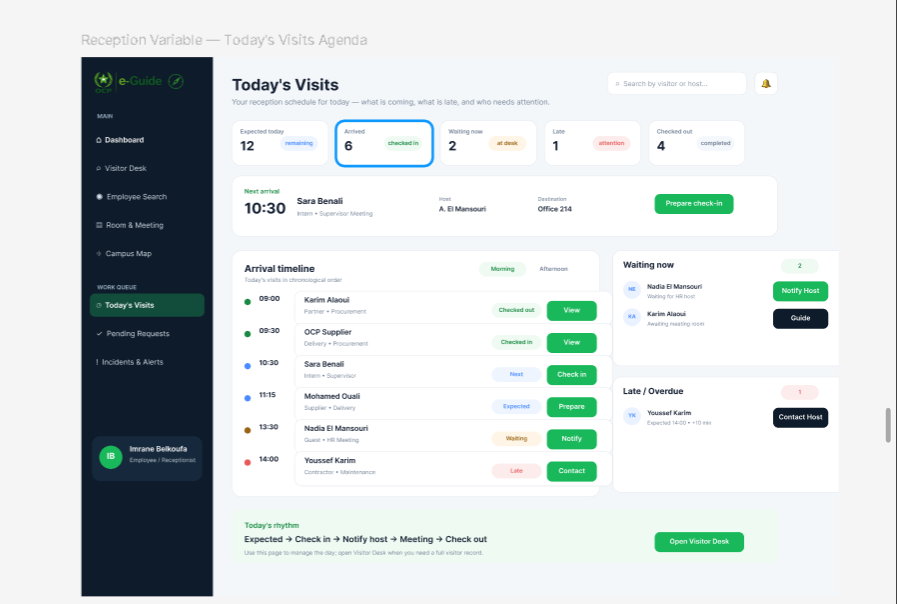 Reception Variable — Today's Visits Agenda
OCP
e-Guide
MAIN
Dashboard
Visitor Desk
Employee Search
Room & Meeting
Campus Map
WORK QUEUE
Today's Visits
Pending Requests
! Incidents & Alerts
IB
Imrane Belkoufa
Employee / Receptionist
Today's Visits
Your reception schedule for today — what is coming, what is late, and who needs attention.
Search by visitor or host...
Expected today
12
remaining
Arrived
6
checked in
Waiting now
2
at desk
Late
1
attention
Checked out
4
completed
Next arrival
10:30
Sara Benali
Intern • Supervisor Meeting
Host
A. El Mansouri
Destination
Office 214
Prepare check-in
Arrival timeline
Today's visits in chronological order
Morning
Afternoon
09:00
Karim Alaoui
Partner • Procurement
Checked out
View
09:30
OCP Supplier
Delivery • Procurement
Checked in
View
10:30
Sara Benali
Intern • Supervisor
Next
Check in
11:15
Mohamed Ouali
Supplier • Delivery
Expected
Prepare
13:30
Nadia El Mansouri
Guest • HR Meeting
Waiting
Notify
14:00
Youssef Karim
Contractor • Maintenance
Late
Contact
Waiting now
2
NE
Nadia El Mansouri
Waiting for HR host
Notify Host
KA
Karim Alaoui
Awaiting meeting room
Guide
Late / Overdue
1
YK
Youssef Karim
Expected 14:00 • +10 min
Contact Host
Today's rhythm
Expected → Check in → Notify host → Meeting → Check out
Use this page to manage the day; open Visitor Desk when you need a full visitor record.
Open Visitor Desk